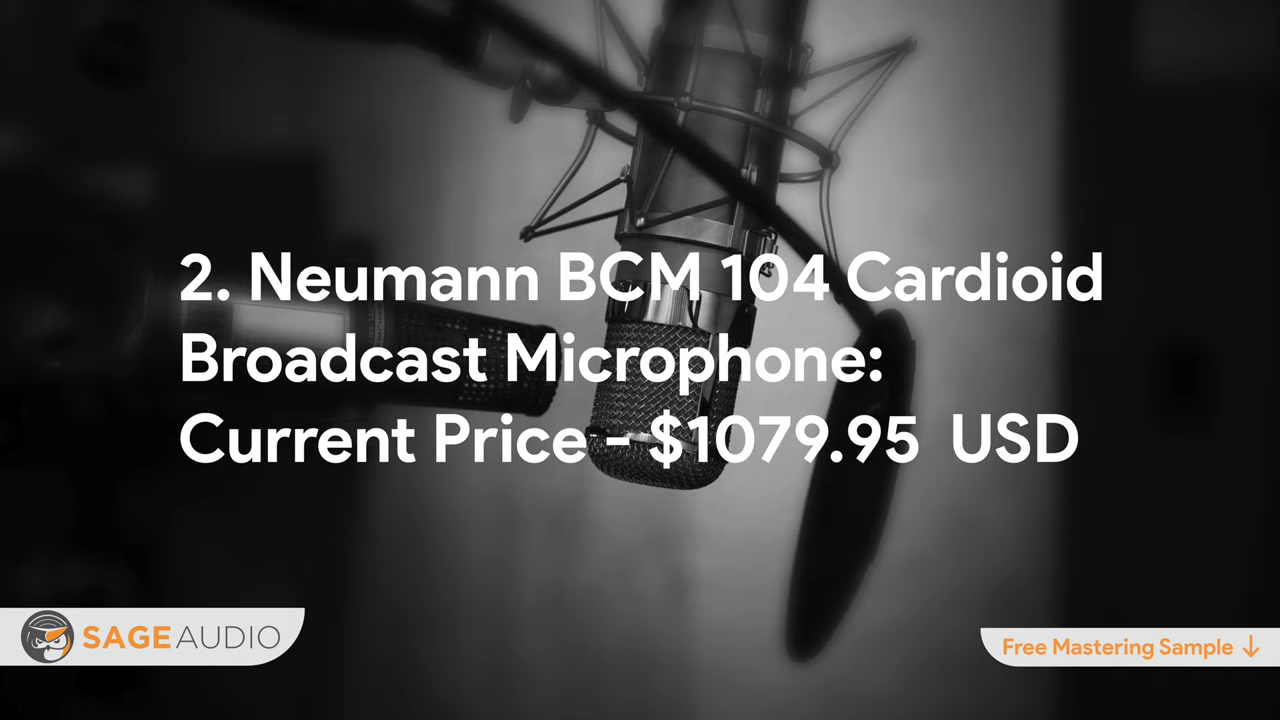 2. Neumann BCM 104 Cardioid
Broadcast Microphone:
Current Price - $1079.95 USD
SAGE AUDIO
Free Mastering Sample ↓